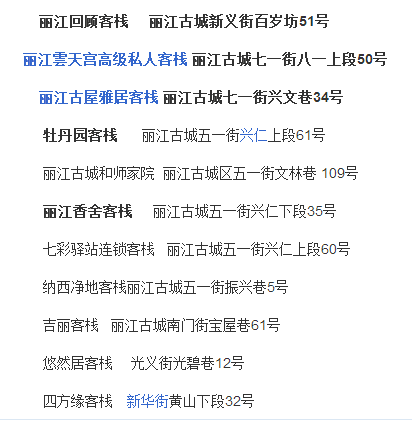 丽江回顾客栈 丽江古城新义街百岁坊51号
丽江雲天宫高级私人客栈 丽江古城七一街八一上段50号
丽江古屋雅居客栈 丽江古城七一街兴文巷34号
牡丹园客栈 丽江古城五一街兴仁上段61号
丽江古城和师家院 丽江古城区五一街文林巷 109号
丽江香舍客栈 丽江古城五一街兴仁下段35号
七彩驿站连锁客栈 丽江古城五一街兴仁上段60号
纳西净地客栈丽江古城五一街振兴巷5号
吉丽客栈 丽江古城南门街宝屋巷61号
悠然居客栈 光义街光碧巷12号
四方缘客栈 新华街黄山下段32号